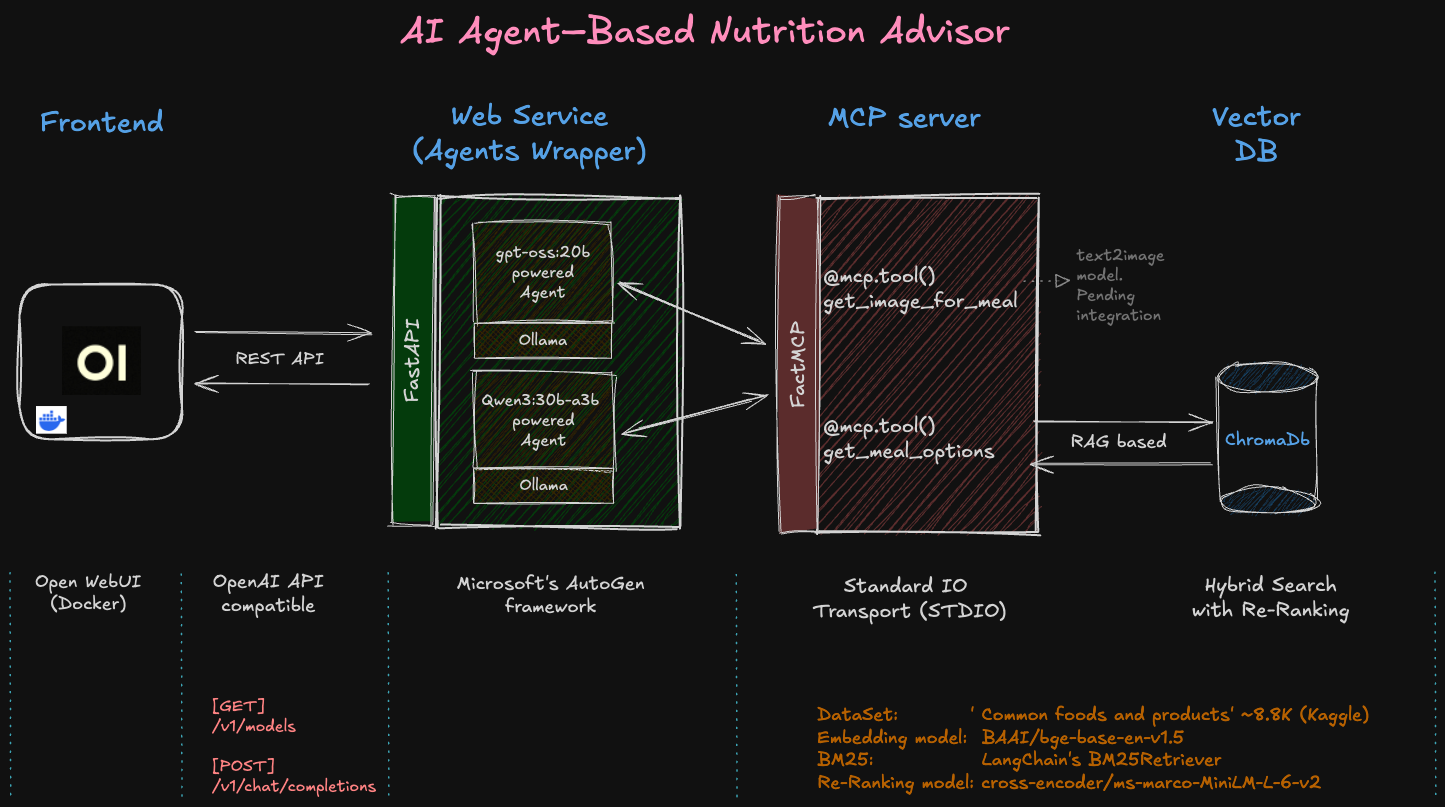 AI Agent-Based Nutrition Advisor
Frontend
Web Service
(Agents Wrapper)
MCP server
Vector
DB
OI
REST API
FastAPI
gpt-oss:20b
powered
Agent
Ollama
Qwen3:30b-a3b
powered
Agent
Ollama
FactMCP
@mcp.tool()
get_image_for_meal
text2image
model.
Pending
integration
@mcp.tool()
get_meal_options
RAG based
ChromaDb
Open WebUI
(Docker)
OpenAI API
compatible
Microsoft's AutoGen
framework
Standard IO
Transport (STDIO)
Hybrid Search
with Re-Ranking
[GET]
/v1/models
[POST]
/v1/chat/completions
DataSet: ' Common foods and products' ~8.8K (Kaggle)
Embedding model: BAAI/bge-base-en-v1.5
BM25: LangChain's BM25Retriever
Re-Ranking model: cross-encoder/ms-marco-MiniLM-L-6-v2